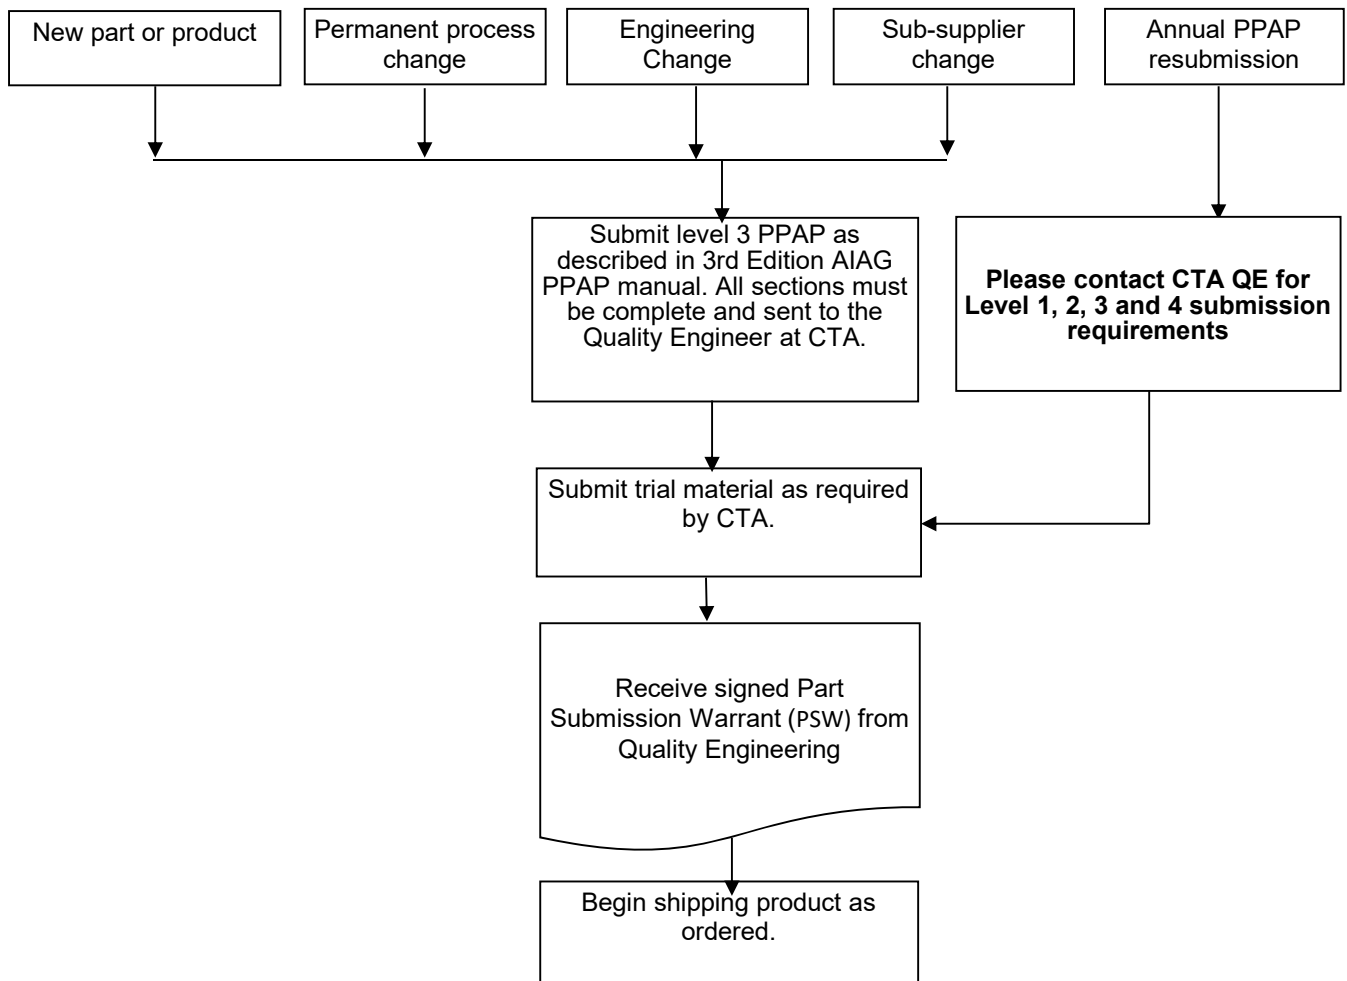 New part or product
Permanent process
change
Engineering
Change
Sub-supplier
change
Annual PPAP
resubmission
Submit level 3 PPAP as
described in 3rd Edition AIAG
PPAP manual. All sections must
be complete and sent to the
Quality Engineer at CTA.
Please contact CTA QE for
Level 1, 2, 3 and 4 submission
requirements
Submit trial material as required
by CTA.
Receive signed Part
Submission Warrant (PSW) from
Quality Engineering
Begin shipping product as
ordered.